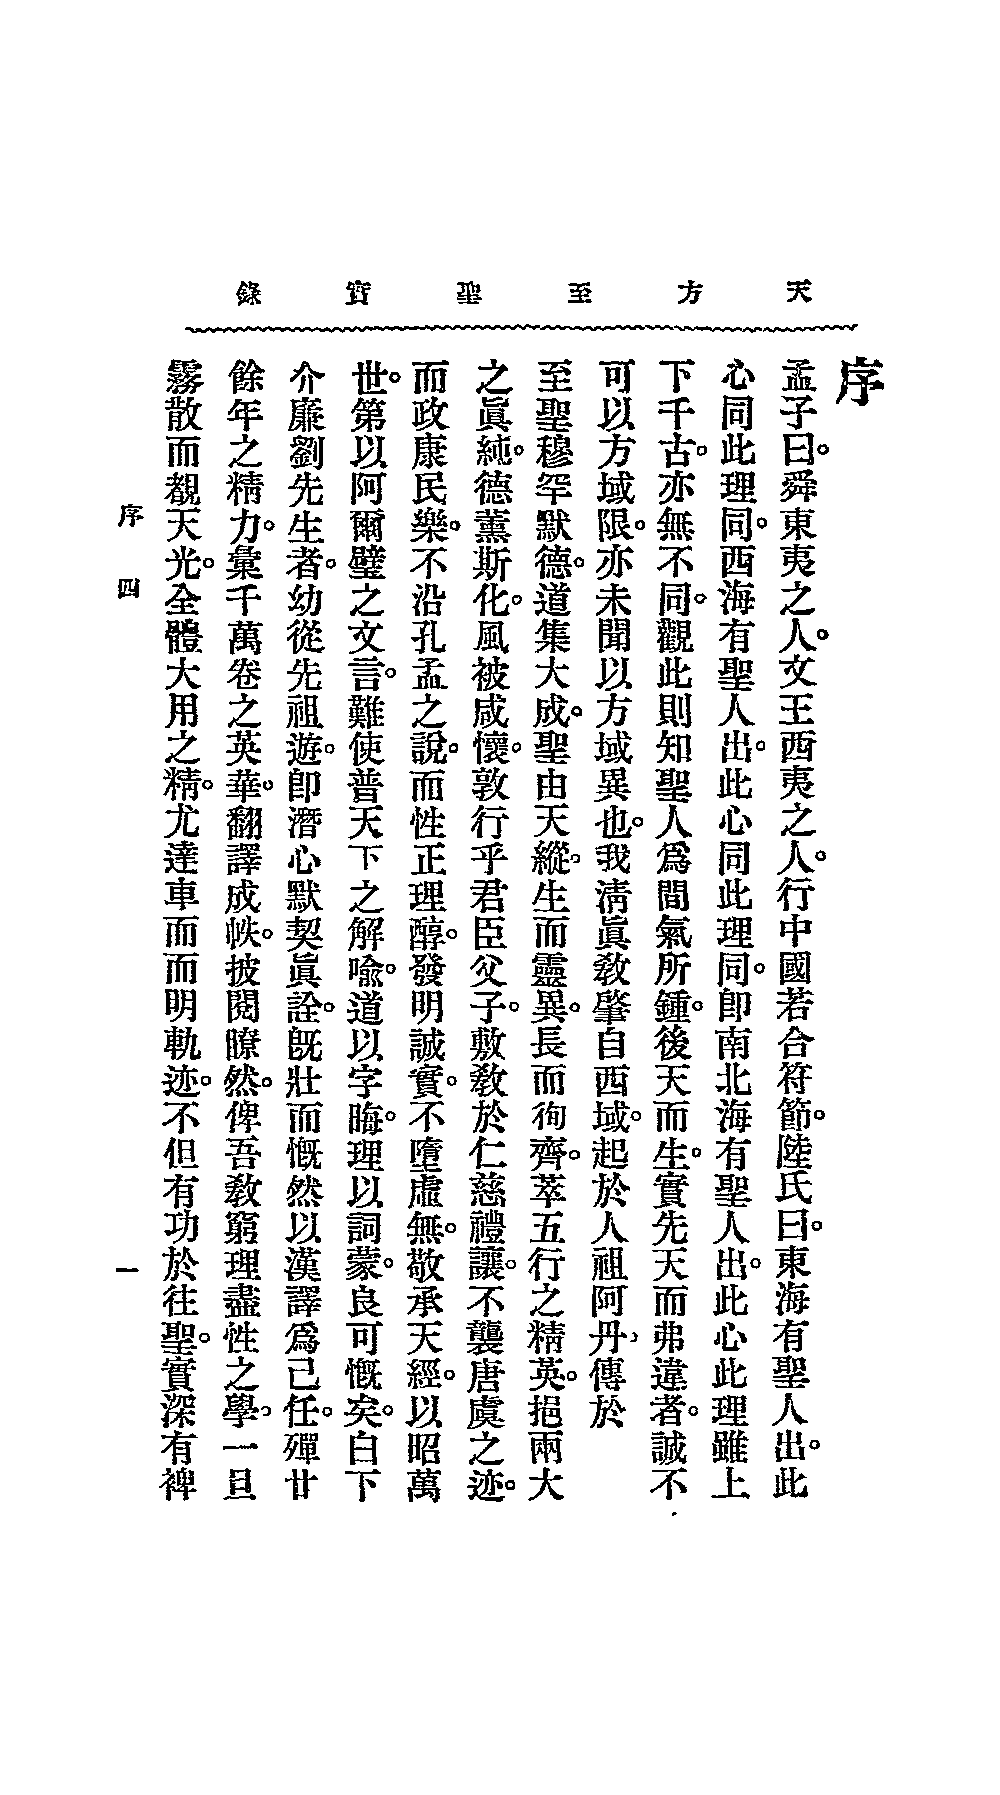 天方至聖實錄
序
孟子曰。舜東夷之人。文王西夷之人。行中國若合符節。陸氏曰。東海有聖人出。此
心同此理同。西海有聖人出。此心同此理同。卽南北海有聖人出。此心此理雖上
下千古。亦無不同。觀此則知聖人爲間氣所鍾。後天而生。實先天而弗違者。誠不
可以方域限。亦未聞以方域異也。我淸眞敎肇自西域。起於人祖阿丹、傳於
至聖穆罕默德。道集大成。聖由天縱。生而靈異。長而徇齊。萃五行之精英。挹兩大
之眞純。德薰斯化。風被咸懷。敦行乎君臣父子。敷敎於仁慈禮讓。不襲唐虞之迹。
而政康民樂。不沿孔孟之說。而性正理醇。發明誠實。不墮虛無。敬承天經。以昭萬
世。第以阿爾璧之文言。難使普天下之解喩。道以字晦。理以詞蒙。良可慨矣。白下
介廉劉先生者。幼從先祖遊。卽潛心默契眞詮。旣壯而慨然以漢譯爲己任。殫廿
餘年之精力。彙千萬卷之英華。翻譯成帙。披閱瞭然。俾吾敎窮理盡性之學、一旦
霧散而覩天光。全體大用之精。尤達車而而明軌迹。不但有功於往聖。實深有裨
序四
一